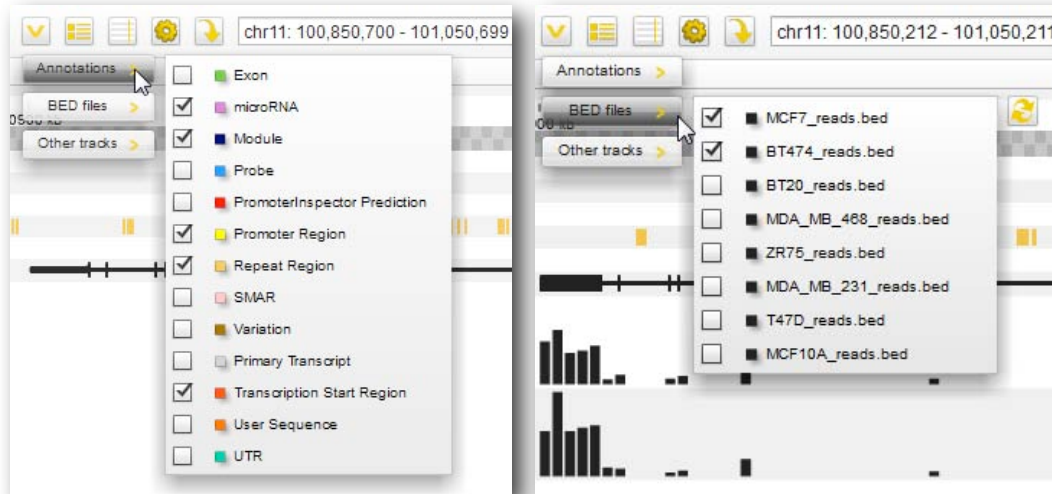 chr11: 100,850,700 - 101,050,699
Annotations >
BED files >
Other tracks >
Exon
microRNA
Module
Probe
PromoterInspector Prediction
Promoter Region
Repeat Region
SMAR
Variation
Primary Transcript
Transcription Start Region
User Sequence
UTR
chr11: 100,850,212 - 101,050,211
Annotations >
BED files >
00 kb
Other tracks >
MCF7_reads.bed
BT474_reads.bed
BT20_reads.bed
MDA_MB_468_reads.bed
ZR75_reads.bed
MDA_MB_231_reads.bed
T47D_reads.bed
MCF10A_reads.bed